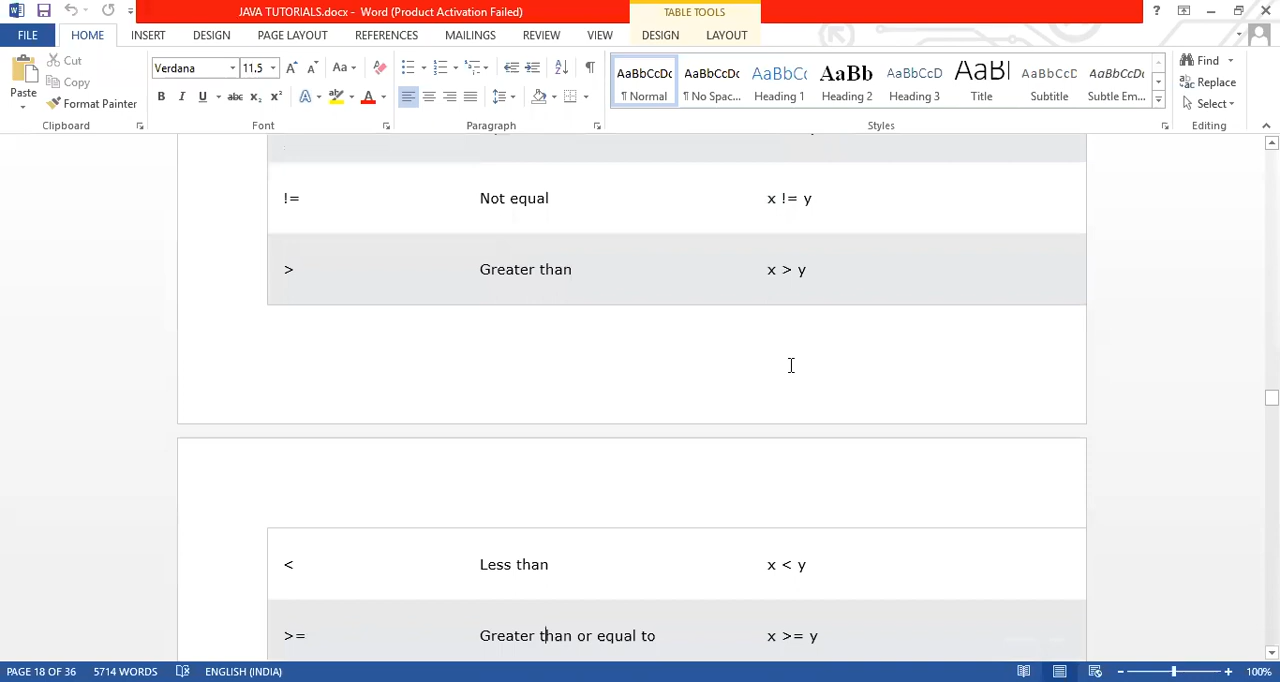 JAVA TUTORIALS.docx - Word (Product Activation Failed)
TABLE TOOLS
?
FILE HOME INSERT DESIGN PAGE LAYOUT REFERENCES MAILINGS REVIEW VIEW DESIGN LAYOUT
Paste
Cut
Copy
Format Painter
Clipboard
Verdana 11.5
Font
Paragraph
AaBbCcDc AaBbCcDc AaBbCc AaBb AaBbCcD AaBl AaBbCcD AaBbCcDc
¶ Normal ¶ No Spac... Heading 1 Heading 2 Heading 3 Title Subtitle Subtle Em...
Styles
Find
Replace
Select
Editing
!= Not equal x != y
> Greater than x > y
< Less than x < y
>= Greater than or equal to x >= y
PAGE 18 OF 36 5714 WORDS ENGLISH (INDIA) 100%